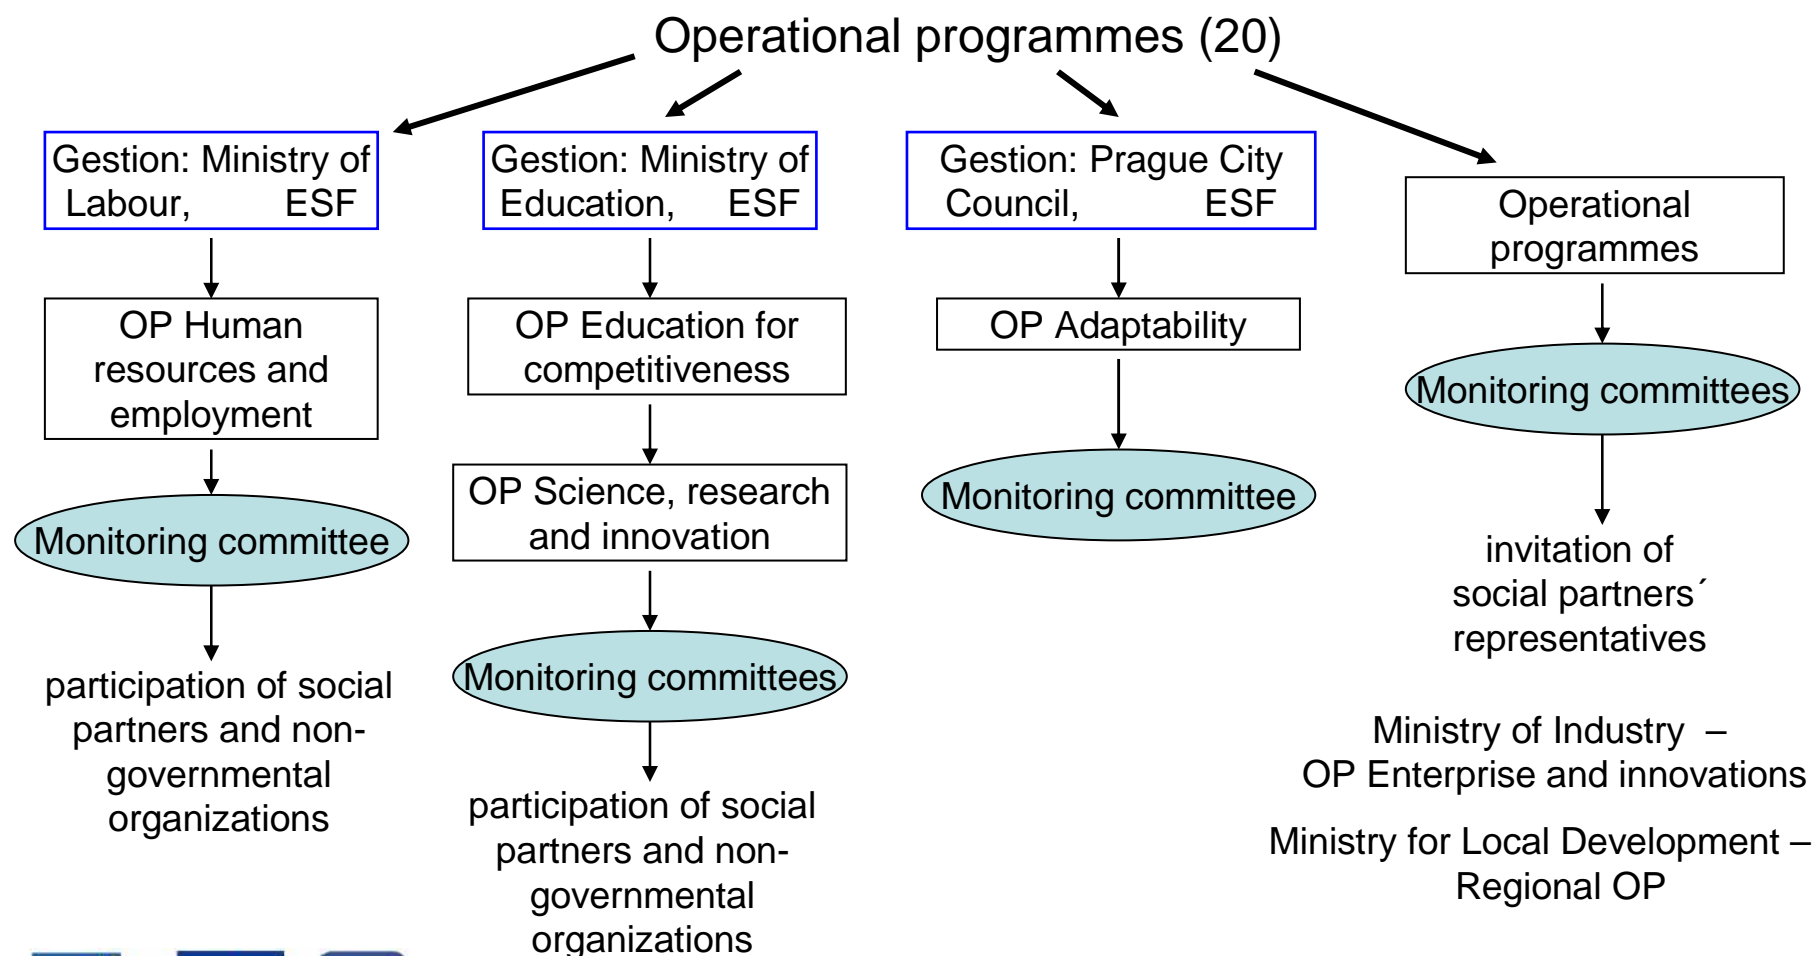 Operational programmes (20)
Gestion: Ministry of
Labour, ESF
OP Human
resources and
employment
Monitoring committee
participation of social
partners and non-
governmental
organizations
Gestion: Ministry of
Education, ESF
OP Education for
competitiveness
OP Science, research
and innovation
Monitoring committees
participation of social
partners and non-
governmental
organizations
Gestion: Prague City
Council, ESF
OP Adaptability
Monitoring committee
Operational
programmes
Monitoring committees
invitation of
social partners´
representatives
Ministry of Industry –
OP Enterprise and innovations
Ministry for Local Development –
Regional OP